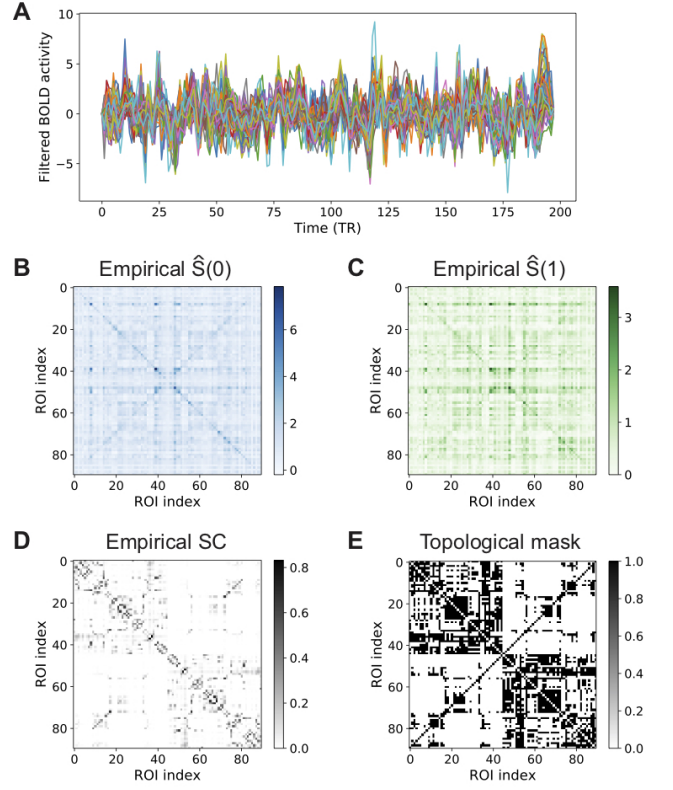 A
Filtered BOLD activity
10
5
0
−5
0 25 50 75 100 125 150 175 200
Time (TR)
B Empirical Ŝ(0)
ROI index
0
20
40
60
80
0 20 40 60 80
ROI index
6
4
2
0
C Empirical Ŝ(1)
ROI index
0
20
40
60
80
0 20 40 60 80
ROI index
3
2
1
0
D Empirical SC
ROI index
0
20
40
60
80
0 20 40 60 80
ROI index
0.8
0.6
0.4
0.2
0.0
E Topological mask
ROI index
0
20
40
60
80
0 20 40 60 80
ROI index
1.0
0.8
0.6
0.4
0.2
0.0